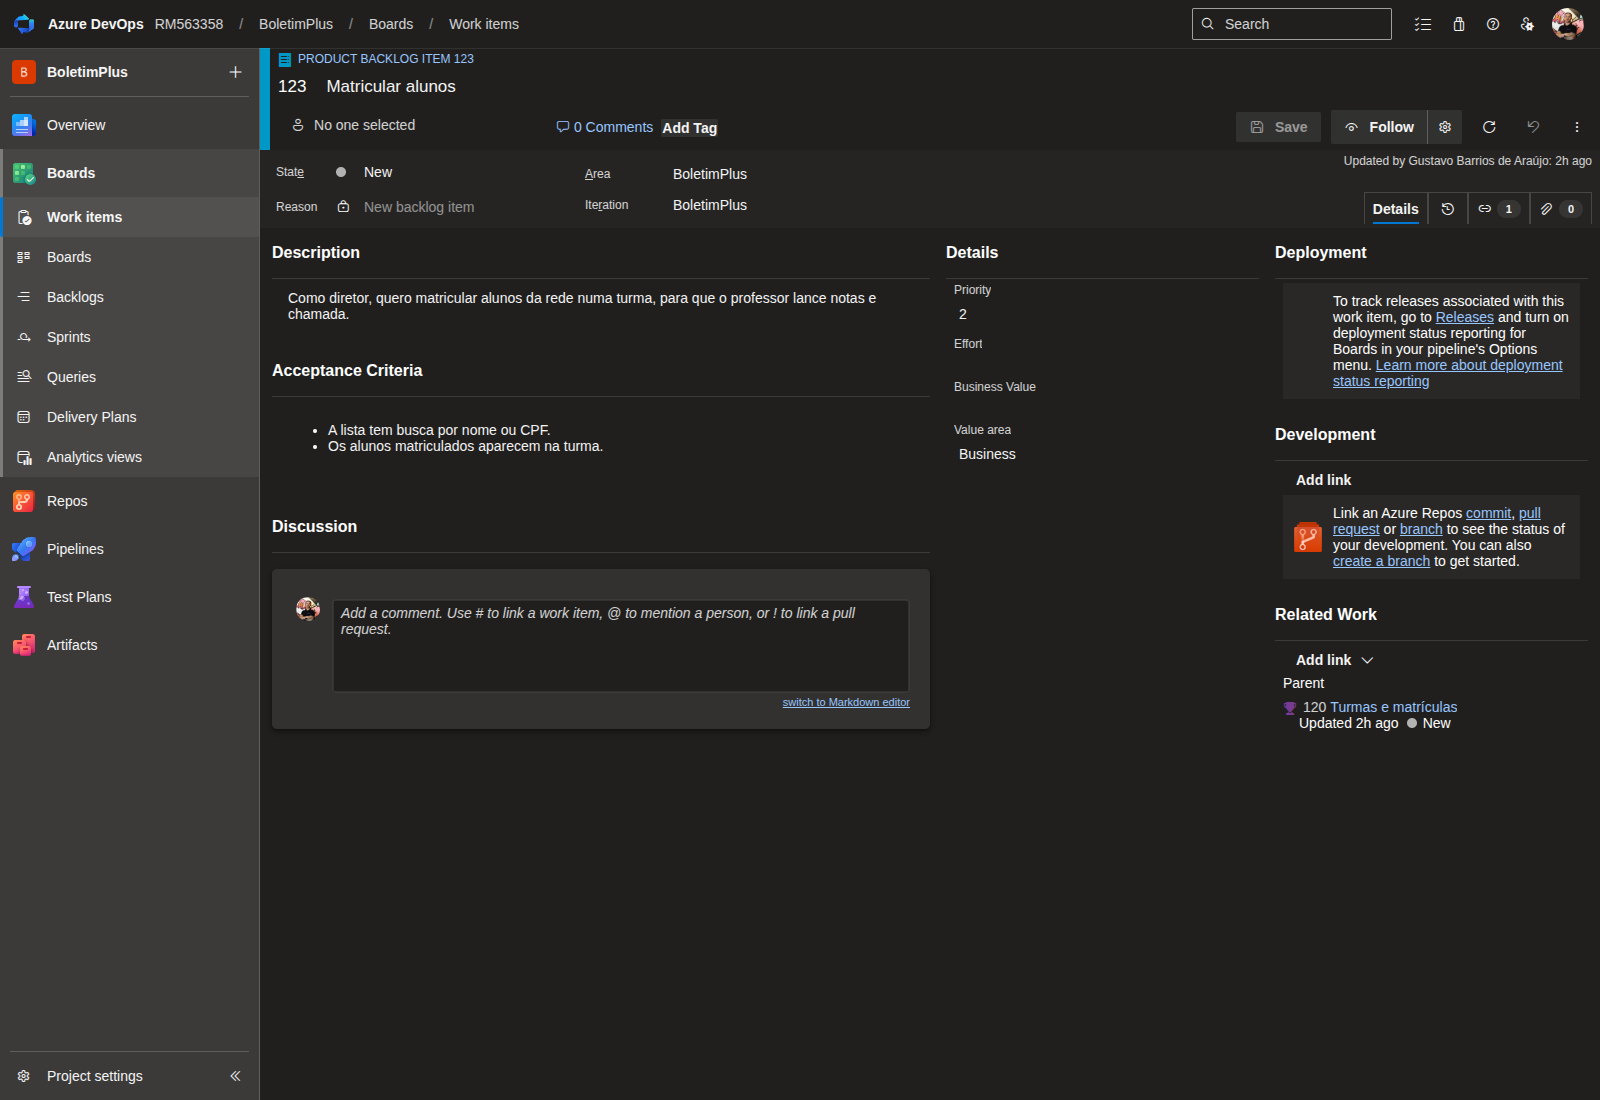 Azure DevOps RM563358 / BoletimPlus / Boards / Work items
Search
B BoletimPlus
Overview
Boards
Work items
Boards
Backlogs
Sprints
Queries
Delivery Plans
Analytics views
Repos
Pipelines
Test Plans
Artifacts
Project settings
PRODUCT BACKLOG ITEM 123
123 Matricular alunos
No one selected
0 Comments Add Tag
Save
Follow
State New
Reason New backlog item
Area BoletimPlus
Iteration BoletimPlus
Updated by Gustavo Barrios de Araújo: 2h ago
Details 1 0
Description
Como diretor, quero matricular alunos da rede numa turma, para que o professor lance notas e
chamada.
Acceptance Criteria
• A lista tem busca por nome ou CPF.
• Os alunos matriculados aparecem na turma.
Discussion
Add a comment. Use # to link a work item, @ to mention a person, or ! to link a pull
request.
switch to Markdown editor
Details
Priority
2
Effort
Business Value
Value area
Business
Deployment
To track releases associated with this
work item, go to Releases and turn on
deployment status reporting for
Boards in your pipeline's Options
menu. Learn more about deployment
status reporting
Development
Add link
Link an Azure Repos commit, pull
request or branch to see the status of
your development. You can also
create a branch to get started.
Related Work
Add link
Parent
120 Turmas e matrículas
Updated 2h ago New